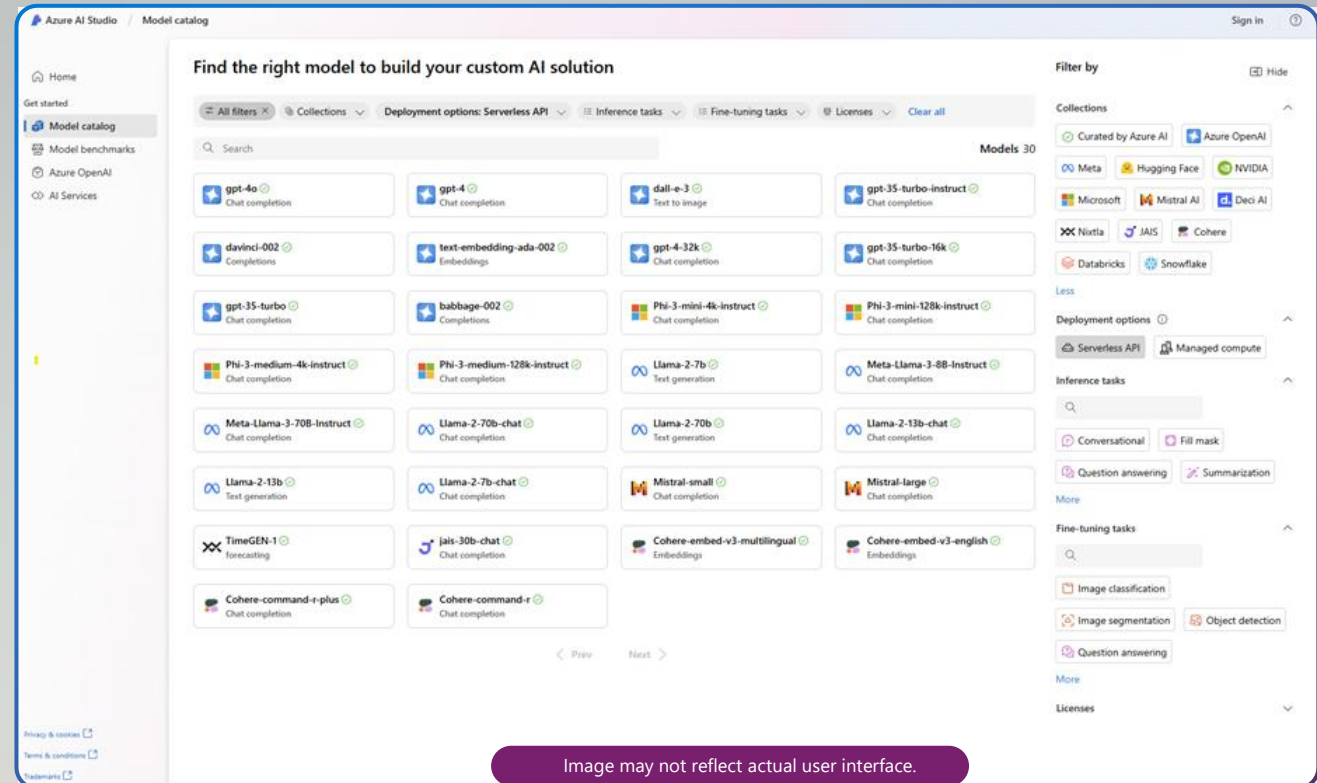 Azure AI Studio / Model catalog
Sign in
Home
Get started
Model catalog
Model benchmarks
Azure OpenAI
AI Services
Privacy & cookies
Terms & conditions
Trademarks
Find the right model to build your custom AI solution
All filters × Collections Deployment options: Serverless API Inference tasks Fine-tuning tasks Licenses Clear all
Search
Models 30
gpt-4o
Chat completion
gpt-4
Chat completion
dall-e-3
Text to image
gpt-35-turbo-instruct
Chat completion
davinci-002
Completions
text-embedding-ada-002
Embeddings
gpt-4-32k
Chat completion
gpt-35-turbo-16k
Chat completion
gpt-35-turbo
Chat completion
babbage-002
Completions
Phi-3-mini-4k-instruct
Chat completion
Phi-3-mini-128k-instruct
Chat completion
Phi-3-medium-4k-instruct
Chat completion
Phi-3-medium-128k-instruct
Chat completion
Llama-2-7b
Text generation
Meta-Llama-3-8B-Instruct
Chat completion
Meta-Llama-3-70B-Instruct
Chat completion
Llama-2-70b-chat
Chat completion
Llama-2-70b
Text generation
Llama-2-13b-chat
Chat completion
Llama-2-13b
Text generation
Llama-2-7b-chat
Chat completion
Mistral-small
Chat completion
Mistral-large
Chat completion
TimeGEN-1
forecasting
jais-30b-chat
Chat completion
Cohere-embed-v3-multilingual
Embeddings
Cohere-embed-v3-english
Embeddings
Cohere-command-r-plus
Chat completion
Cohere-command-r
Chat completion
Prev Next
Filter by
Hide
Collections
Curated by Azure AI Azure OpenAI
Meta Hugging Face NVIDIA
Microsoft Mistral AI Deci AI
Nixtla JAIS Cohere
Databricks Snowflake
Less
Deployment options
Serverless API Managed compute
Inference tasks
Conversational Fill mask
Question answering Summarization
More
Fine-tuning tasks
Image classification
Image segmentation Object detection
Question answering
More
Licenses
Image may not reflect actual user interface.